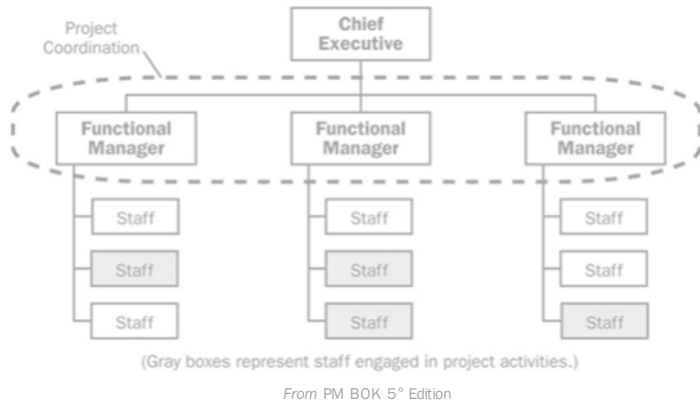 Project
Coordination
Chief
Executive
Functional
Manager
Functional
Manager
Functional
Manager
Staff
Staff
Staff
Staff
Staff
Staff
Staff
Staff
Staff
(Gray boxes represent staff engaged in project activities.)
From PM BOK 5° Edition